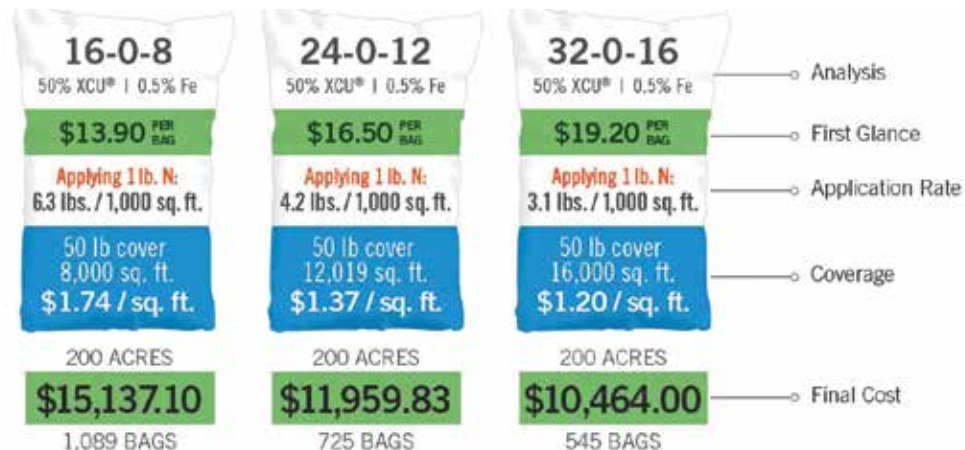 16-0-8
50% XCU® | 0.5% Fe
$13.90 PER BAG
Applying 1 lb. N:
6.3 lbs. / 1,000 sq. ft.
50 lb cover
8,000 sq. ft.
$1.74 / sq. ft.
200 ACRES
$15,137.10
1,089 BAGS
24-0-12
50% XCU® | 0.5% Fe
$16.50 PER BAG
Applying 1 lb. N:
4.2 lbs. / 1,000 sq. ft.
50 lb cover
12,019 sq. ft.
$1.37 / sq. ft.
200 ACRES
$11,959.83
725 BAGS
32-0-16
50% XCU® | 0.5% Fe
$19.20 PER BAG
Applying 1 lb. N:
3.1 lbs. / 1,000 sq. ft.
50 lb cover
16,000 sq. ft.
$1.20 / sq. ft.
200 ACRES
$10,464.00
545 BAGS
Analysis
First Glance
Application Rate
Coverage
Final Cost